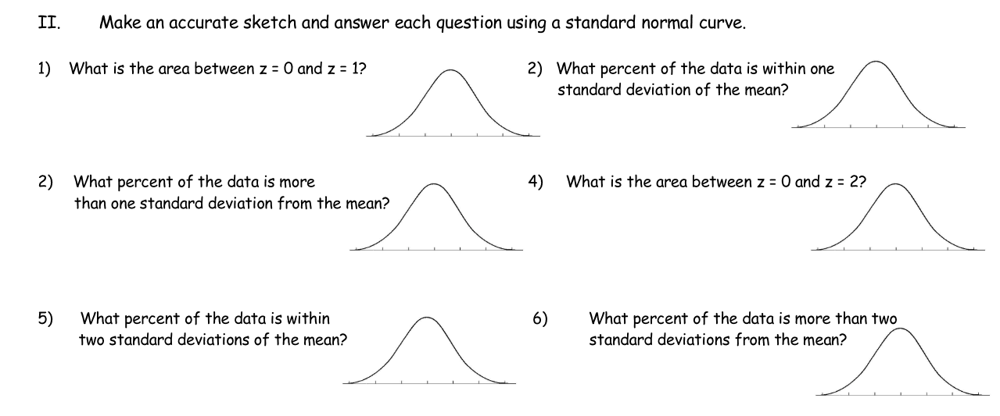 II. Make an accurate sketch and answer each question using a standard normal curve.
1) What is the area between z = 0 and z = 1?
2) What percent of the data is within one
standard deviation of the mean?
2) What percent of the data is more
than one standard deviation from the mean?
4) What is the area between z = 0 and z = 2?
5) What percent of the data is within
two standard deviations of the mean?
6) What percent of the data is more than two
standard deviations from the mean?